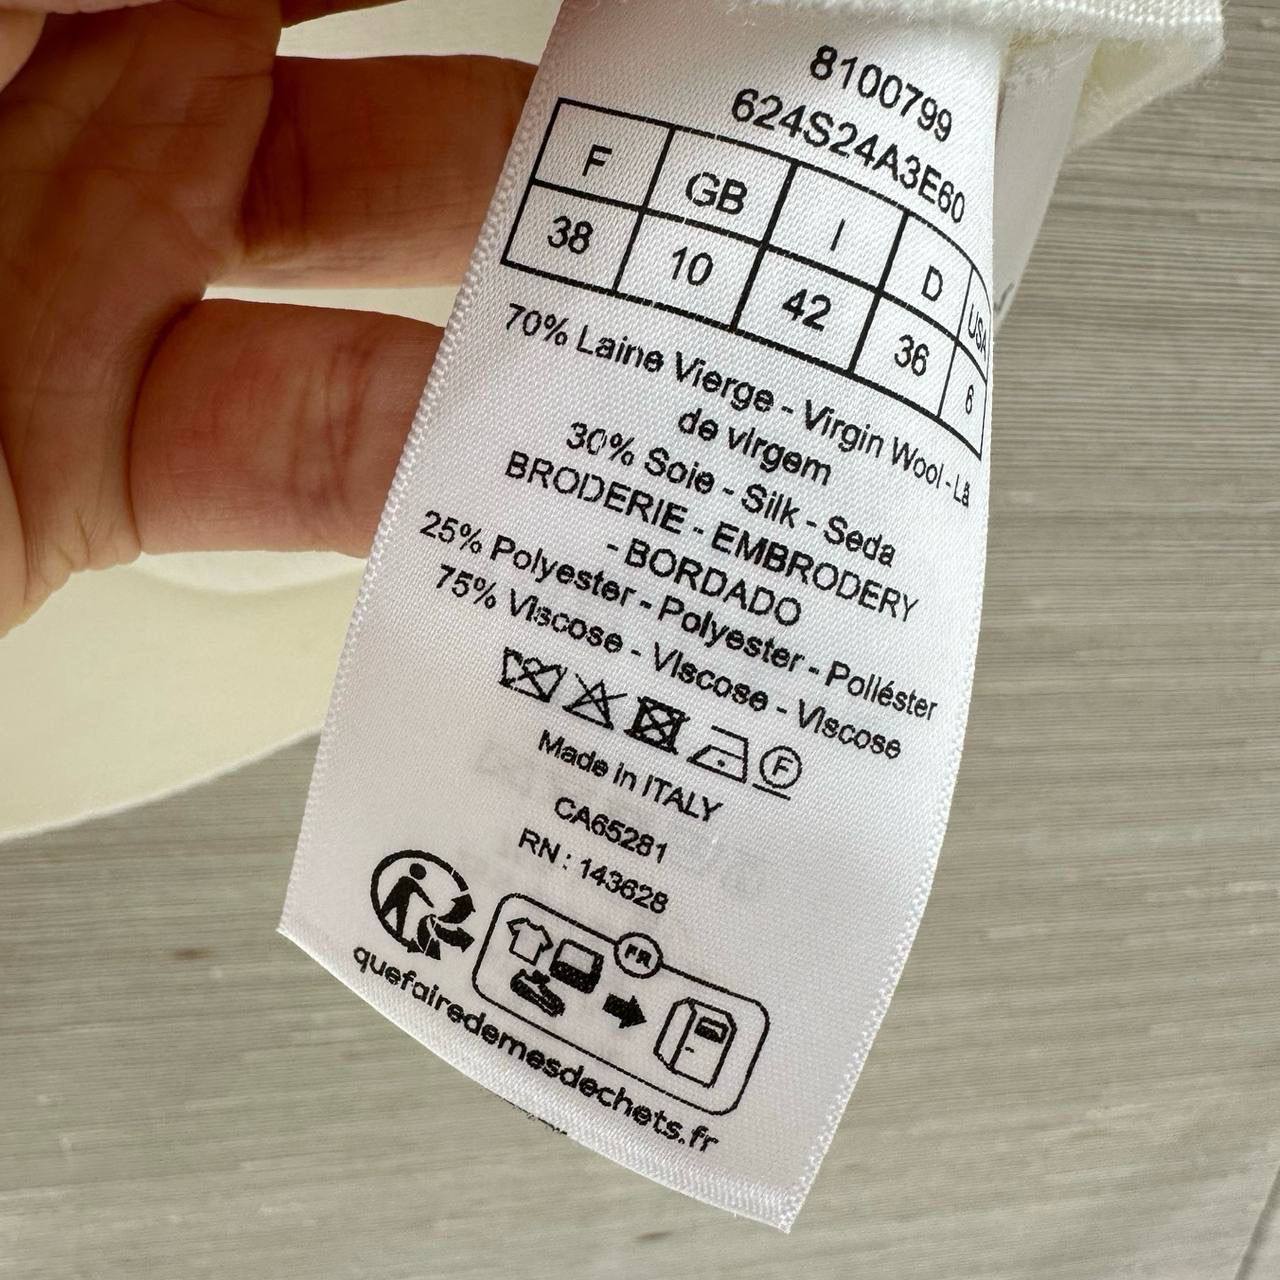 8100799
624S24A3E60
F GB I D USA
38 10 42 36 6
70% Laine Vierge - Virgin Wool - Lã
de virgem
30% Soie - Silk - Seda
BRODERIE - EMBRODERY
- BORDADO
25% Polyester - Polyester - Poliéster
75% Viscose - Viscose - Viscose
F
Made in ITALY
CA65281
RN : 143628
FR
quefairedemesdechets.fr